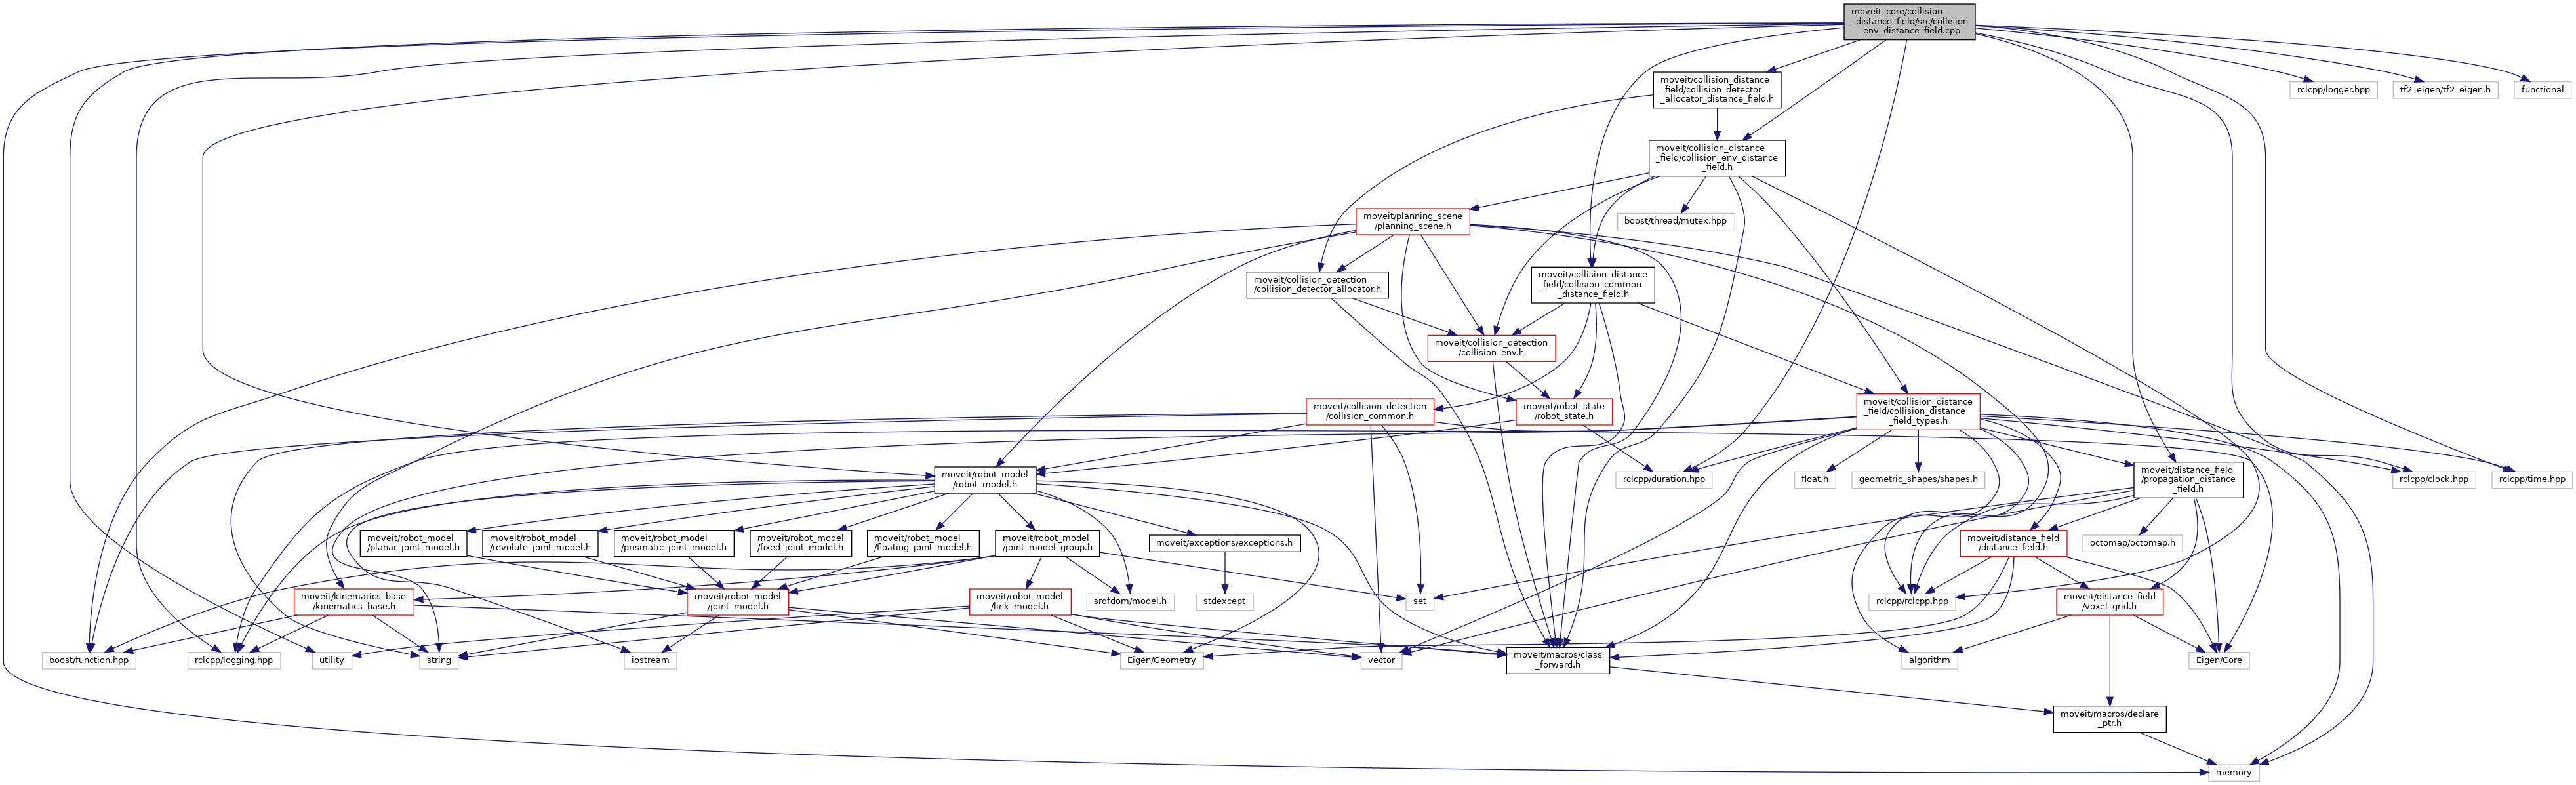 moveit_core/collision
_distance_field/src/collision
_env_distance_field.cpp
moveit/collision_distance
_field/collision_detector
_allocator_distance_field.h
rclcpp/logger.hpp
tf2_eigen/tf2_eigen.h
functional
moveit/collision_distance
_field/collision_env_distance
_field.h
moveit/planning_scene
/planning_scene.h
boost/thread/mutex.hpp
moveit/collision_detection
/collision_detector_allocator.h
moveit/collision_distance
_field/collision_common
_distance_field.h
moveit/collision_detection
/collision_env.h
moveit/collision_detection
/collision_common.h
moveit/robot_state
/robot_state.h
moveit/collision_distance
_field/collision_distance
_field_types.h
moveit/robot_model
/robot_model.h
rclcpp/duration.hpp
float.h
geometric_shapes/shapes.h
moveit/distance_field
/propagation_distance
_field.h
rclcpp/clock.hpp
rclcpp/time.hpp
moveit/robot_model
/planar_joint_model.h
moveit/robot_model
/revolute_joint_model.h
moveit/robot_model
/prismatic_joint_model.h
moveit/robot_model
/fixed_joint_model.h
moveit/robot_model
/floating_joint_model.h
moveit/robot_model
/joint_model_group.h
moveit/exceptions/exceptions.h
moveit/distance_field
/distance_field.h
octomap/octomap.h
moveit/kinematics_base
/kinematics_base.h
moveit/robot_model
/joint_model.h
moveit/robot_model
/link_model.h
srdfdom/model.h
stdexcept
set
rclcpp/rclcpp.hpp
moveit/distance_field
/voxel_grid.h
boost/function.hpp
rclcpp/logging.hpp
utility
string
iostream
Eigen/Geometry
vector
moveit/macros/class
_forward.h
algorithm
Eigen/Core
moveit/macros/declare
_ptr.h
memory